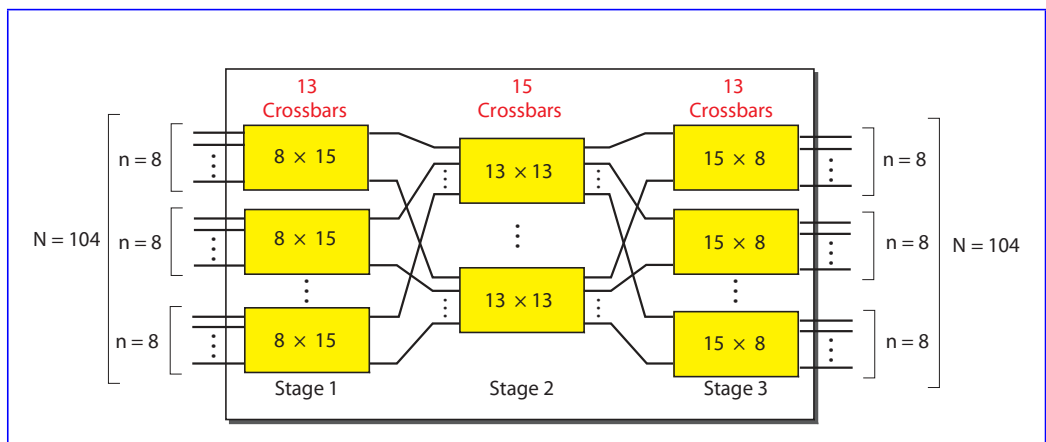 13 Crossbars
15 Crossbars
13 Crossbars
n = 8
8 × 15
13 × 13
15 × 8
n = 8
N = 104
n = 8
8 × 15
15 × 8
n = 8
N = 104
13 × 13
n = 8
8 × 15
15 × 8
n = 8
Stage 1
Stage 2
Stage 3